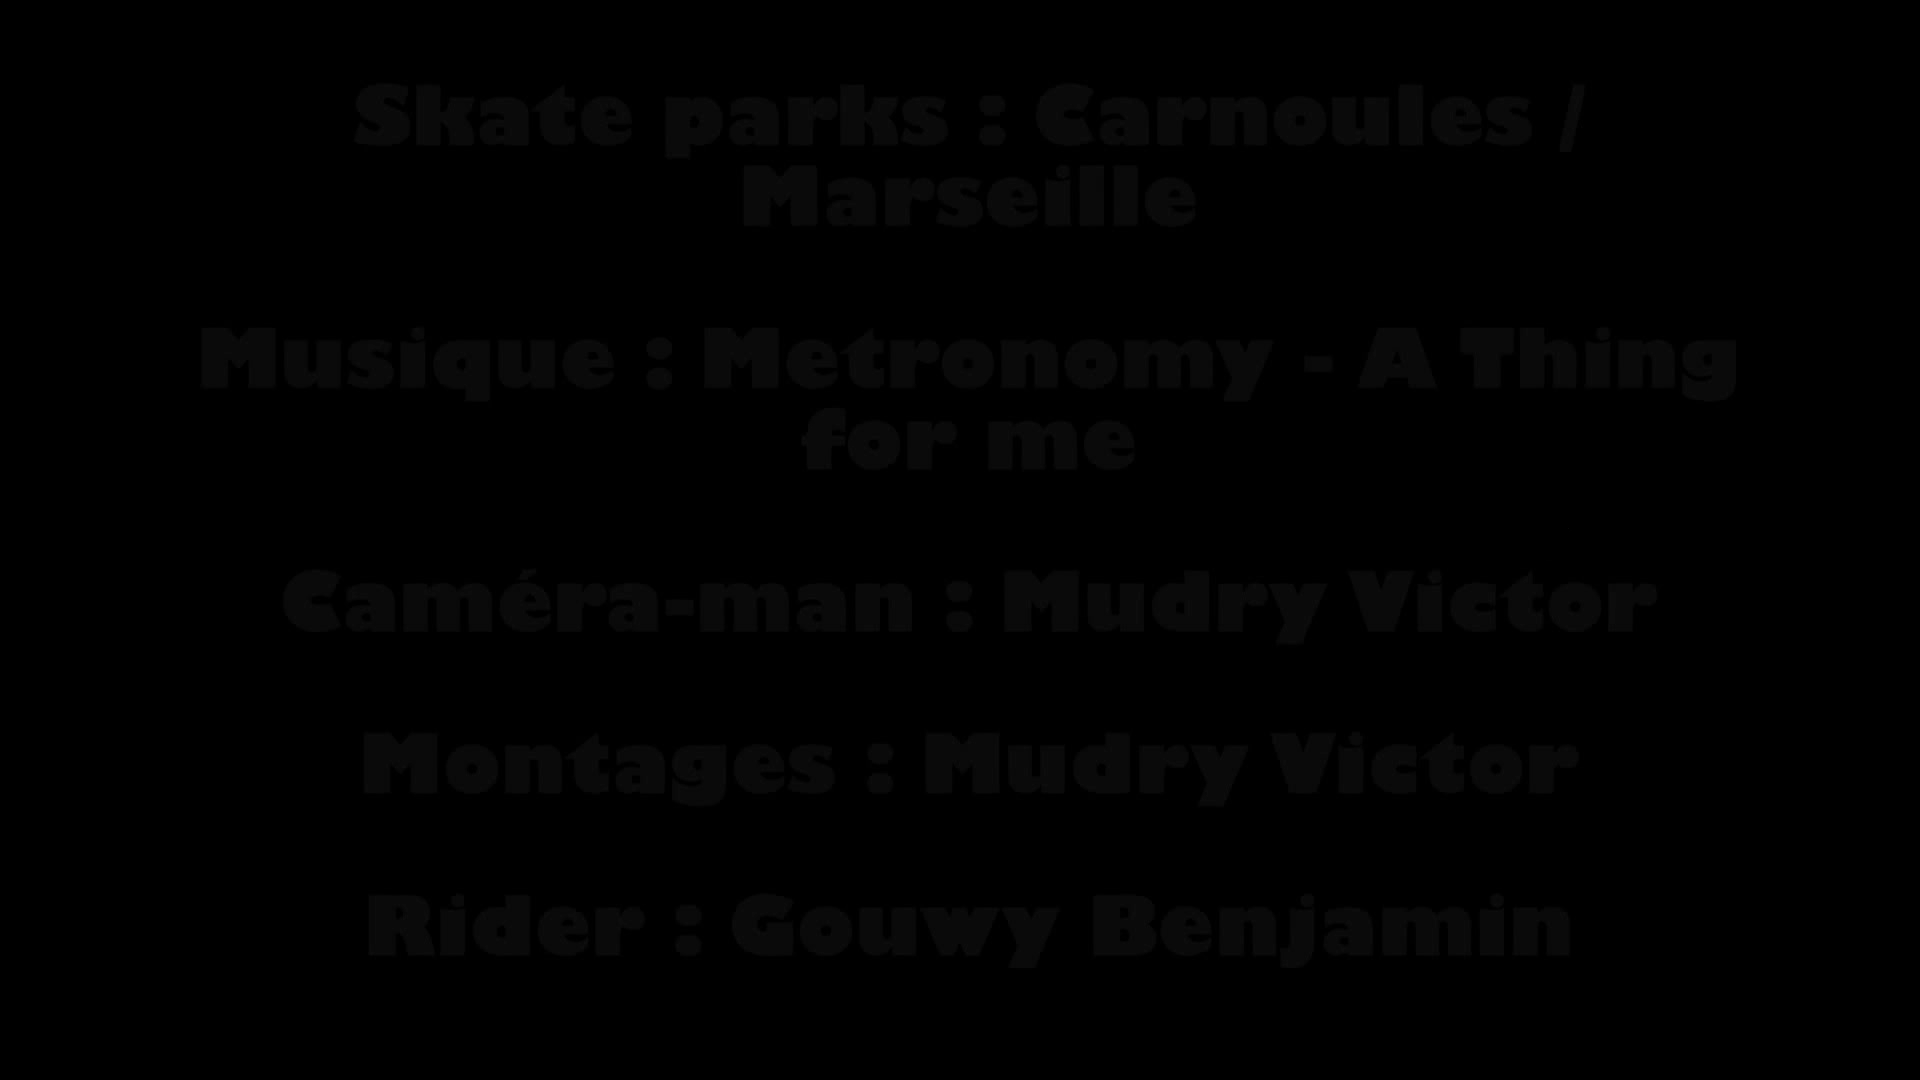 Skate parks : Carnoules /
Marseille
Musique : Metronomy - A Thing
for me
Caméra-man : Mudry Victor
Montages : Mudry Victor
Rider : Gouwy Benjamin